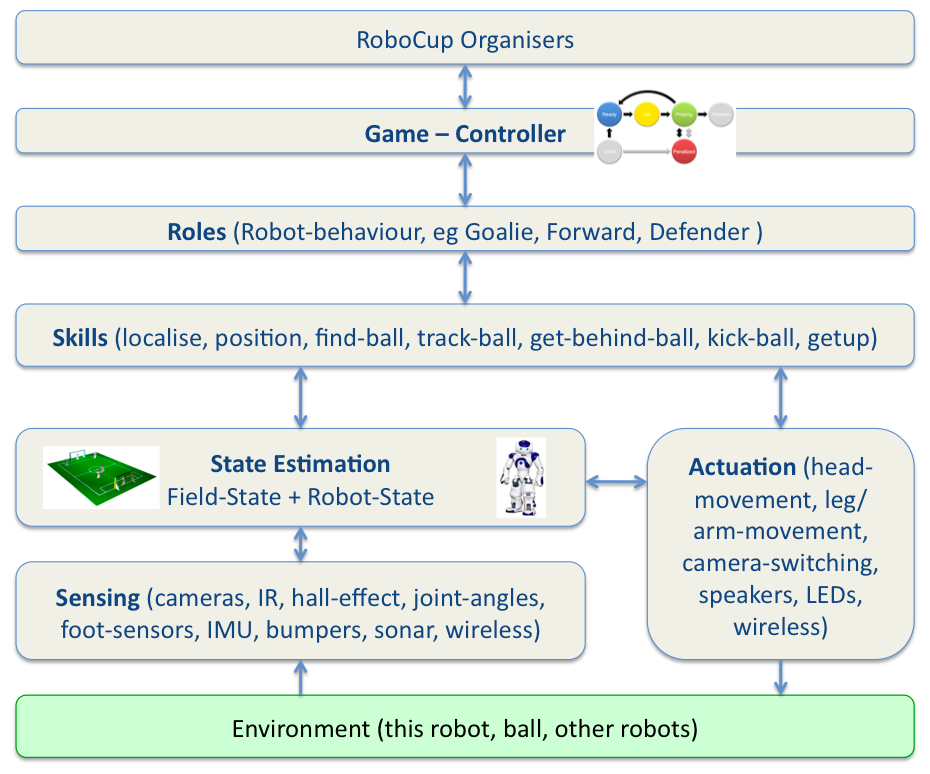 RoboCup Organisers
Game – Controller
Ready
Set
Playing
Finished
Initial
Penalized
Roles (Robot-behaviour, eg Goalie, Forward, Defender )
Skills (localise, position, find-ball, track-ball, get-behind-ball, kick-ball, getup)
State Estimation
Field-State + Robot-State
Actuation (head-
movement, leg/
arm-movement,
camera-switching,
speakers, LEDs,
wireless)
Sensing (cameras, IR, hall-effect, joint-angles,
foot-sensors, IMU, bumpers, sonar, wireless)
Environment (this robot, ball, other robots)